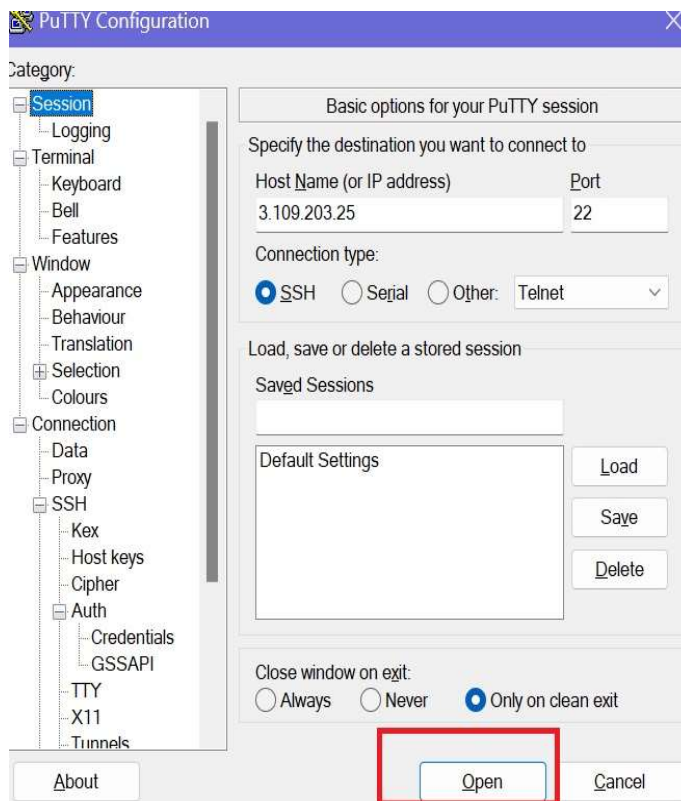 PuTTY Configuration
Category:
Session
Logging
Terminal
Keyboard
Bell
Features
Window
Appearance
Behaviour
Translation
Selection
Colours
Connection
Data
Proxy
SSH
Kex
Host keys
Cipher
Auth
Credentials
GSSAPI
TTY
X11
Tunnels
Basic options for your PuTTY session
Specify the destination you want to connect to
Host Name (or IP address) Port
3.109.203.25 22
Connection type:
SSH Serial Other: Telnet
Load, save or delete a stored session
Saved Sessions
Default Settings
Load
Save
Delete
Close window on exit:
Always Never Only on clean exit
About Open Cancel